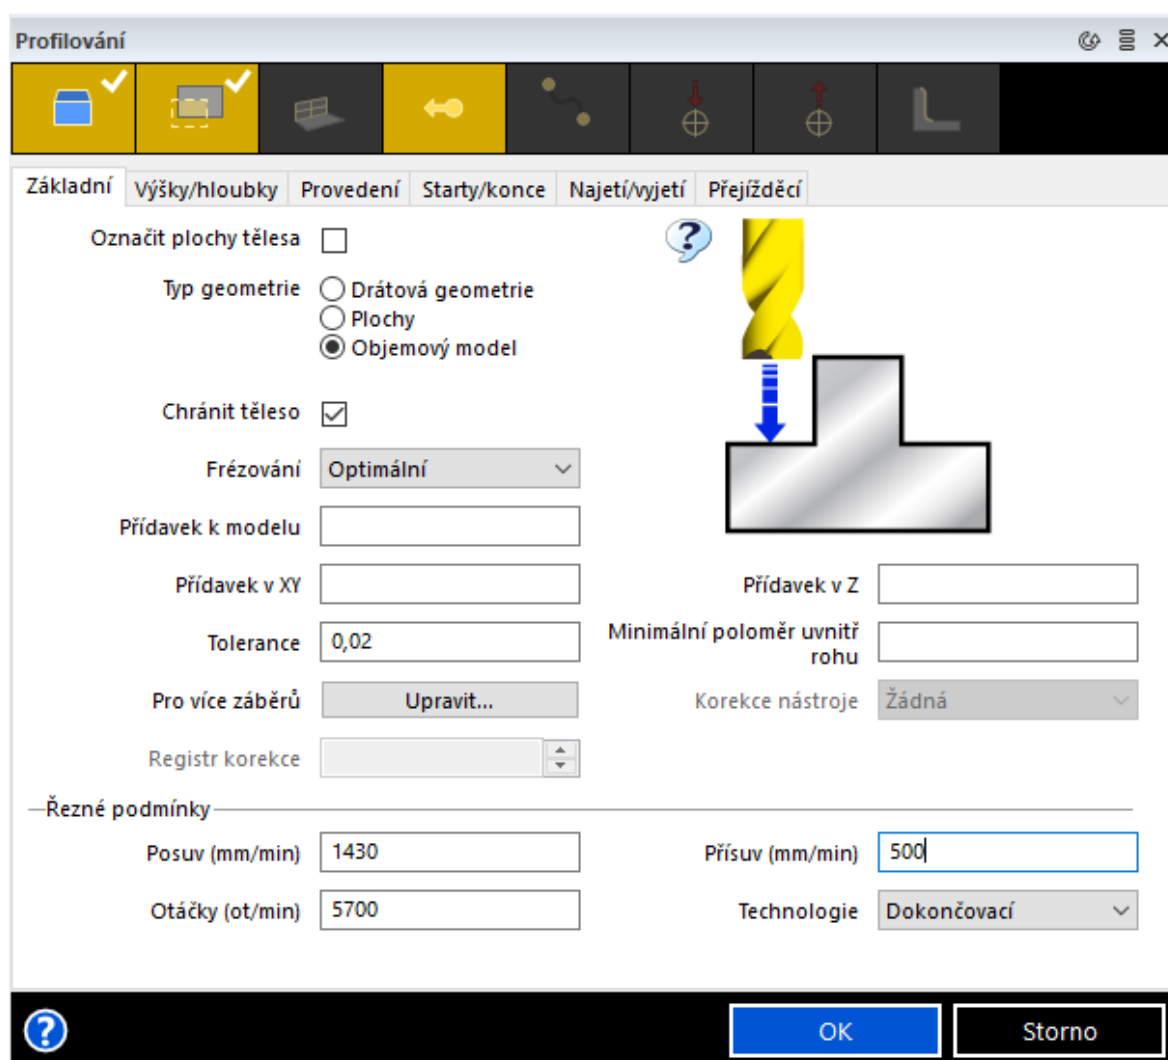 Profilování
Základní Výšky/hloubky Provedení Starty/konce Najetí/vyjetí Přejížděcí
Označit plochy tělesa
?
Typ geometrie Drátová geometrie
Plochy
Objemový model
Chránit těleso
Frézování Optimální
Přídavek k modelu
Přídavek v XY Přídavek v Z
Tolerance 0,02 Minimální poloměr uvnitř
rohu
Pro více záběrů Upravit... Korekce nástroje Žádná
Registr korekce
Řezné podmínky
Posuv (mm/min) 1430 Přísuv (mm/min) 500
Otáčky (ot/min) 5700 Technologie Dokončovací
? OK Storno